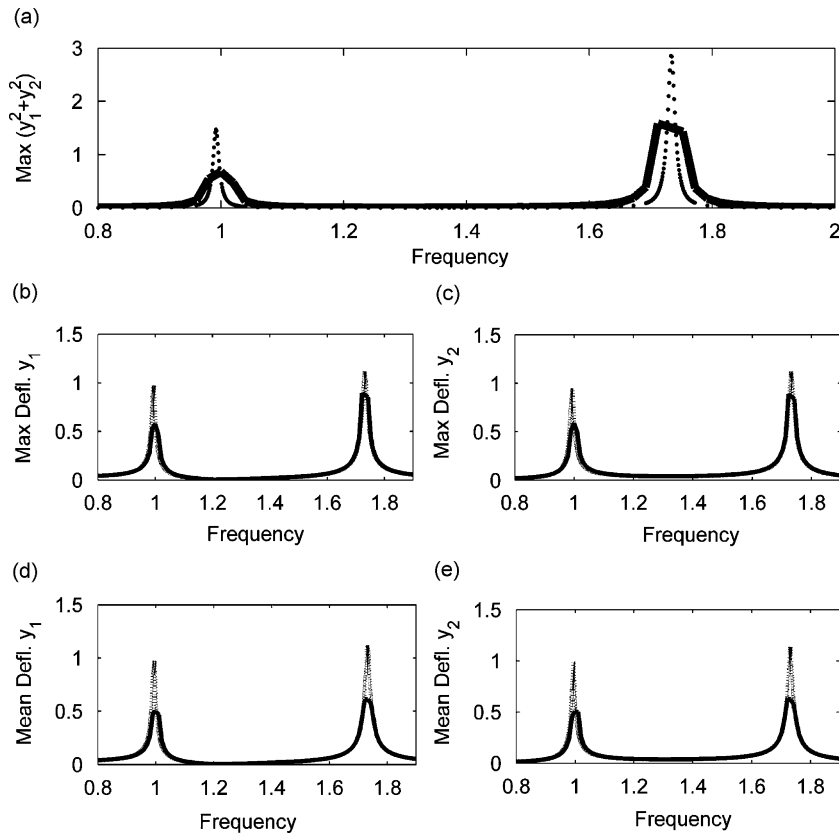 (a)
Max (y₁²+y₂²)
3
2
1
0
0.8 1 1.2 1.4 1.6 1.8 2
Frequency
(b)
Max Defl. y₁
1.5
1
0.5
0
0.8 1 1.2 1.4 1.6 1.8
Frequency
(c)
Max Defl. y₂
1.5
1
0.5
0
0.8 1 1.2 1.4 1.6 1.8
Frequency
(d)
Mean Defl. y₁
1.5
1
0.5
0
0.8 1 1.2 1.4 1.6 1.8
Frequency
(e)
Mean Defl. y₂
1.5
1
0.5
0
0.8 1 1.2 1.4 1.6 1.8
Frequency